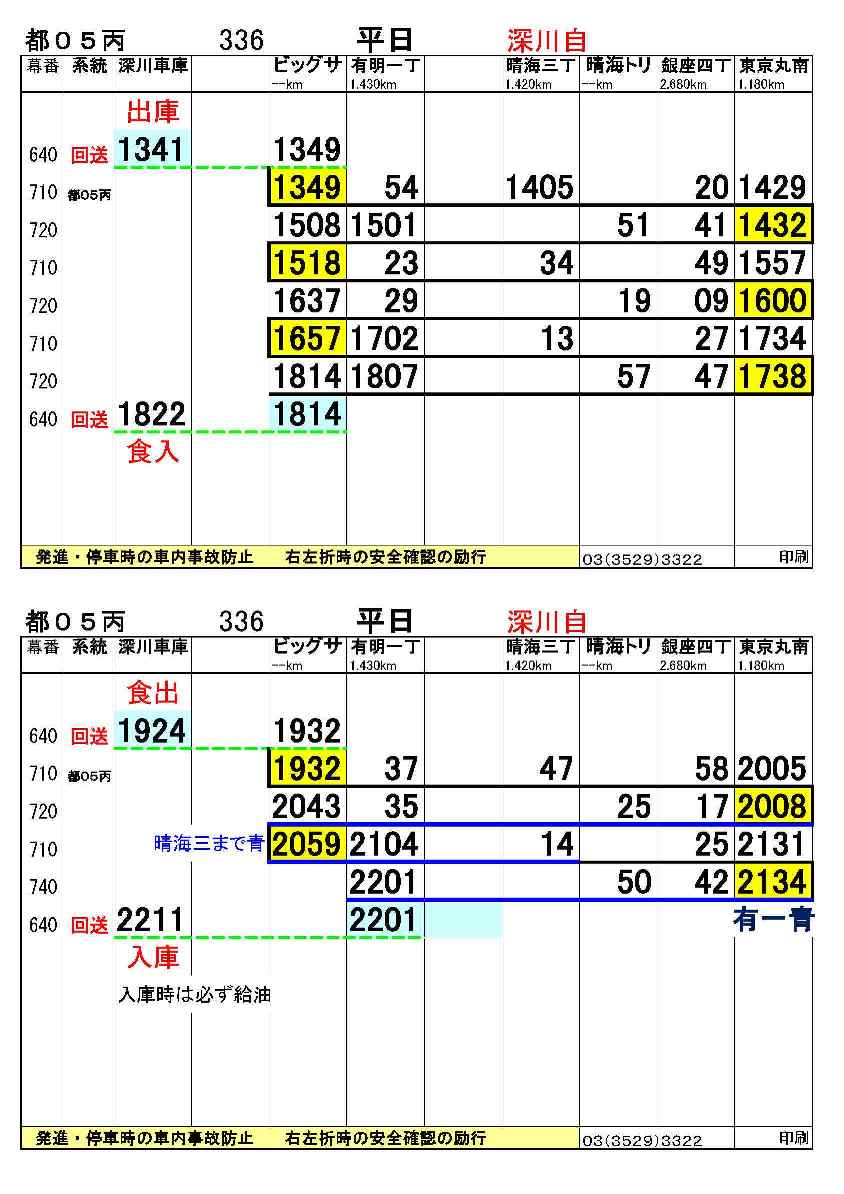 都０５丙 336 平日 深川自
幕番 系統 深川車庫 ビッグサ 有明一丁 晴海三丁 晴海トリ 銀座四丁 東京丸南
--km 1.430km 1.420km --km 2.680km 1.180km
出庫
640 回送 1341 1349
710 都０５丙 1349 54 1405 20 1429
720 1508 1501 51 41 1432
710 1518 23 34 49 1557
720 1637 29 19 09 1600
710 1657 1702 13 27 1734
720 1814 1807 57 47 1738
640 回送 1822 1814
食入
発進・停車時の車内事故防止 右左折時の安全確認の励行 03(3529)3322 印刷
都０５丙 336 平日 深川自
幕番 系統 深川車庫 ビッグサ 有明一丁 晴海三丁 晴海トリ 銀座四丁 東京丸南
--km 1.430km 1.420km --km 2.680km 1.180km
食出
640 回送 1924 1932
710 都０５丙 1932 37 47 58 2005
720 2043 35 25 17 2008
710 晴海三まで青 2059 2104 14 25 2131
740 2201 50 42 2134
640 回送 2211 2201 有一青
入庫
入庫時は必ず給油
発進・停車時の車内事故防止 右左折時の安全確認の励行 03(3529)3322 印刷